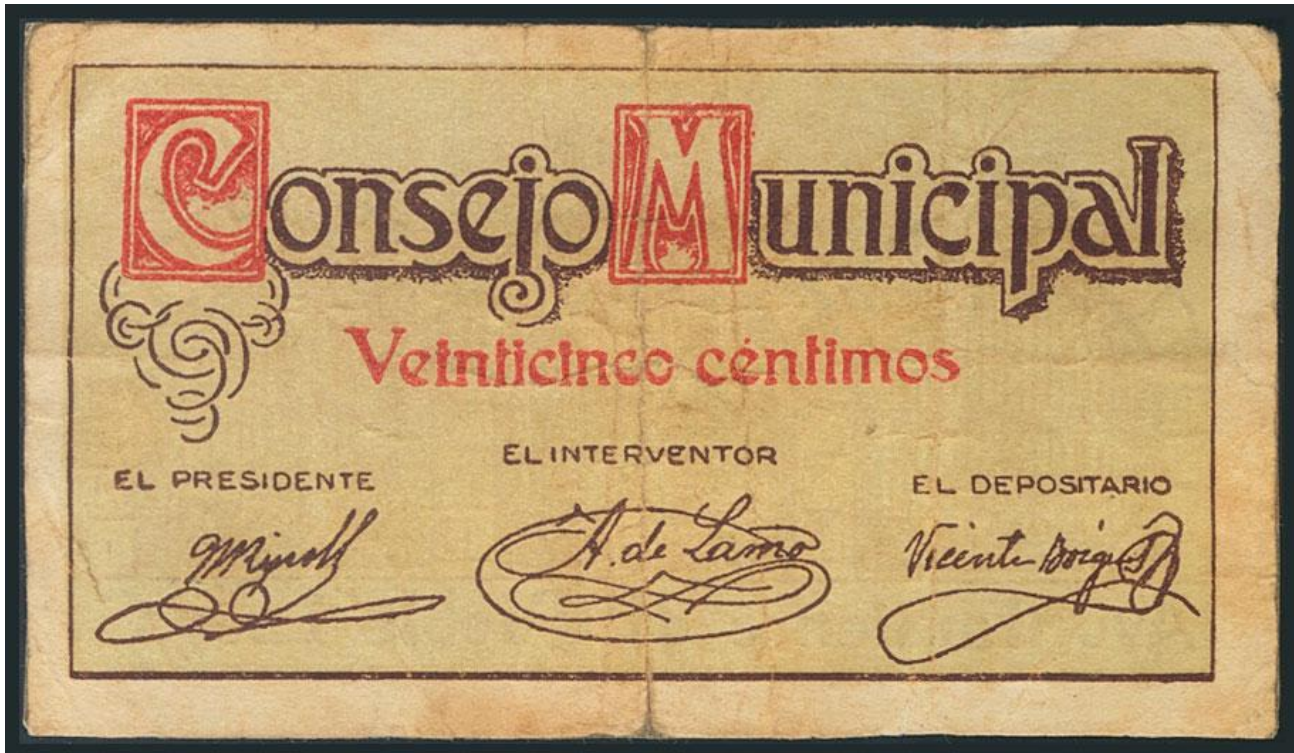 Consejo Municipal
Veinticinco céntimos
EL PRESIDENTE
EL INTERVENTOR
EL DEPOSITARIO
A. de Lamo
Vicente